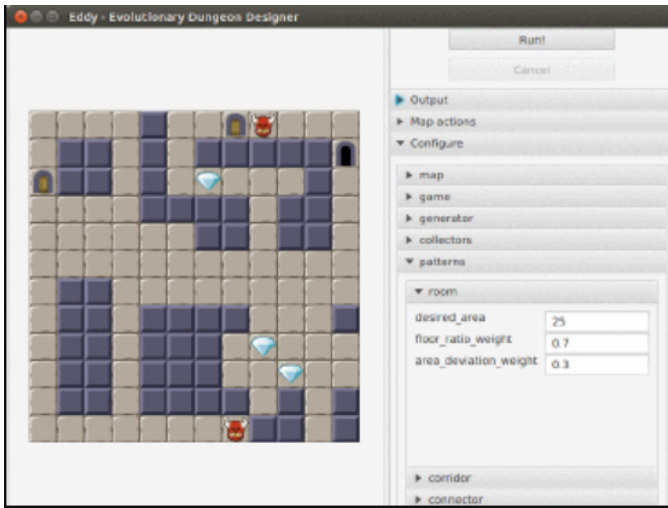 Eddy - Evolutionary Dungeon Designer
Run!
Cancel
Output
Map actions
Configure
map
game
generator
collectors
patterns
room
desired_area 25
floor_ratio_weight 0.7
area_deviation_weight 0.3
corridor
connector